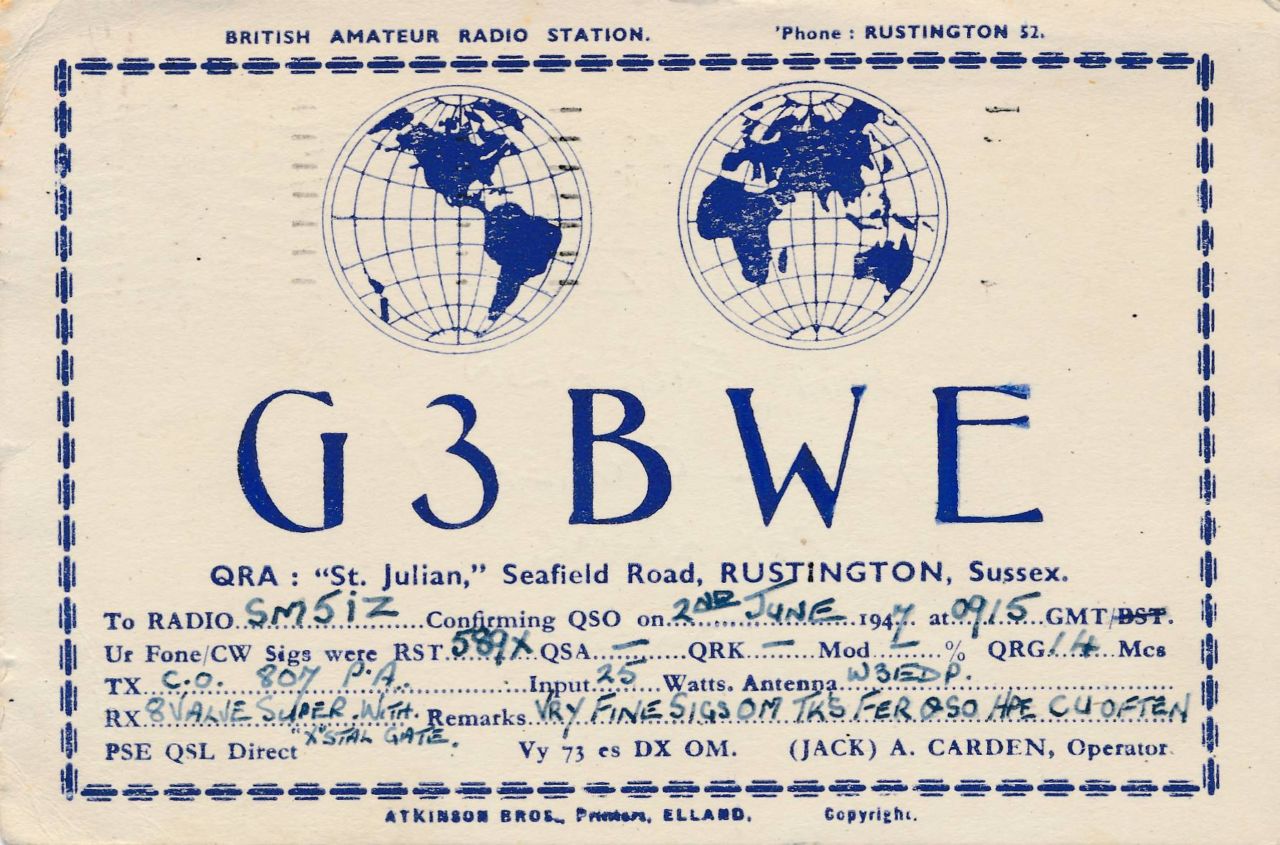 BRITISH AMATEUR RADIO STATION. 'Phone : RUSTINGTON 52.
G3BWE
QRA : "St. Julian," Seafield Road, RUSTINGTON, Sussex.
To RADIO SM5IZ Confirming QSO on 2ND JUNE 1947 at 0915 GMT/BST.
Ur Fone/CW Sigs were RST 589X QSA — QRK — Mod — % QRG 14 Mcs
TX C.O. 807 P.A. Input 25 Watts. Antenna W3EDP.
RX 8 VALVE SUPER. WITH. Remarks VRY FINE SIGS OM TKS FER QSO HPE CU OFTEN
"X'STAL GATE.
PSE QSL Direct Vy 73 es DX OM. (JACK) A. CARDEN, Operator.
ATKINSON BROS., Printers, ELLAND. Copyright.